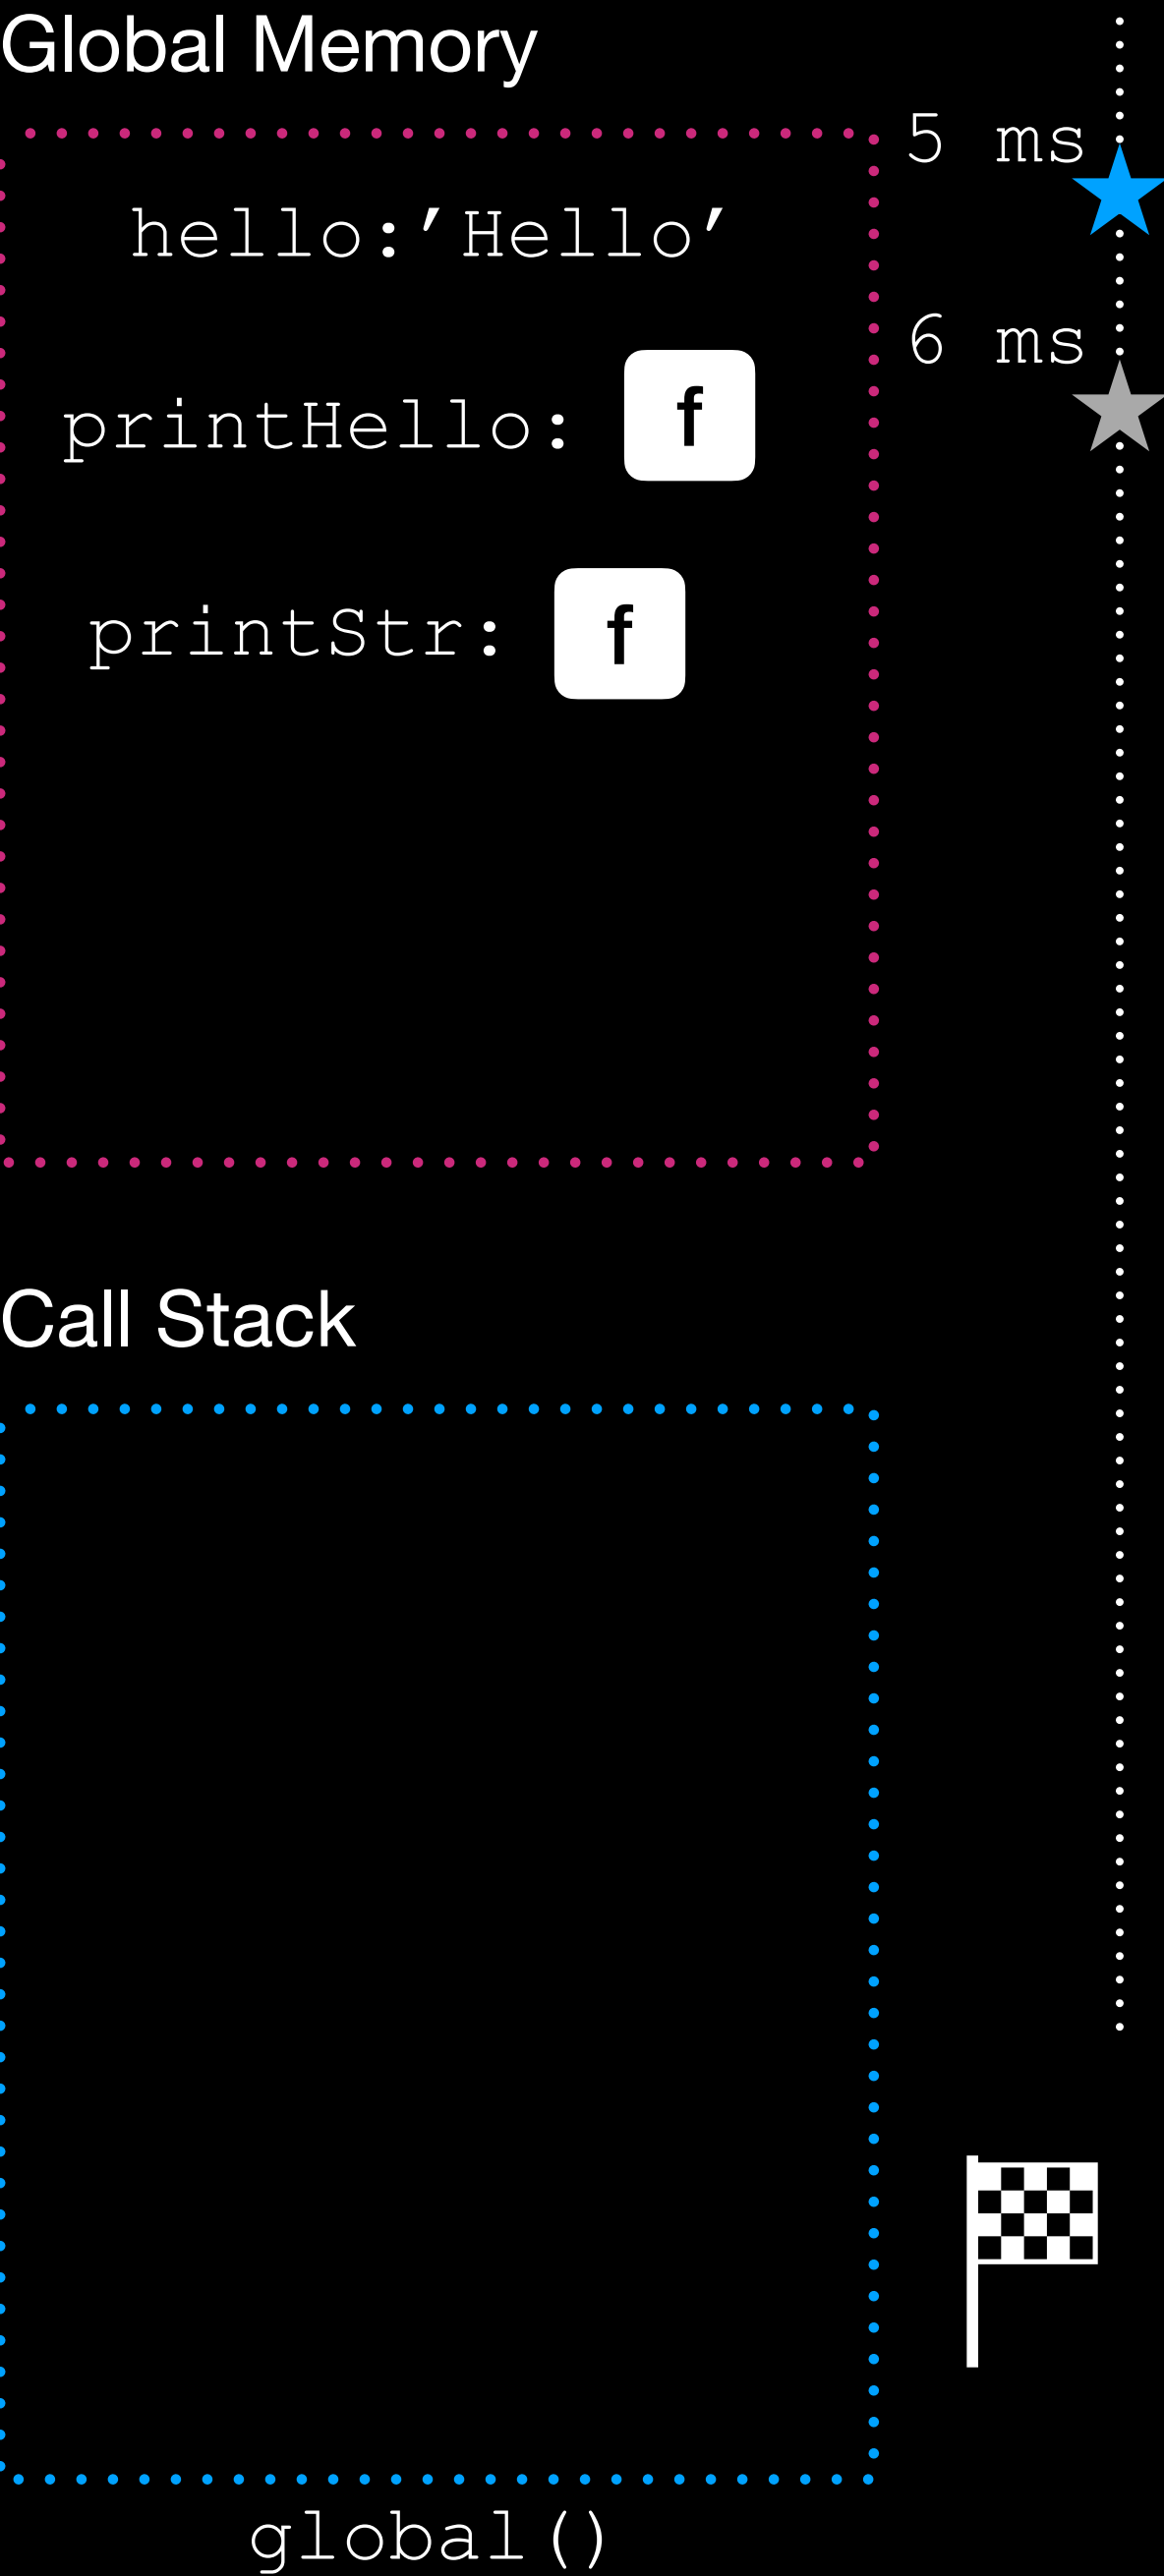 Global Memory
5 ms
hello:’Hello’
6 ms
printHello: f
printStr: f
Call Stack
global()